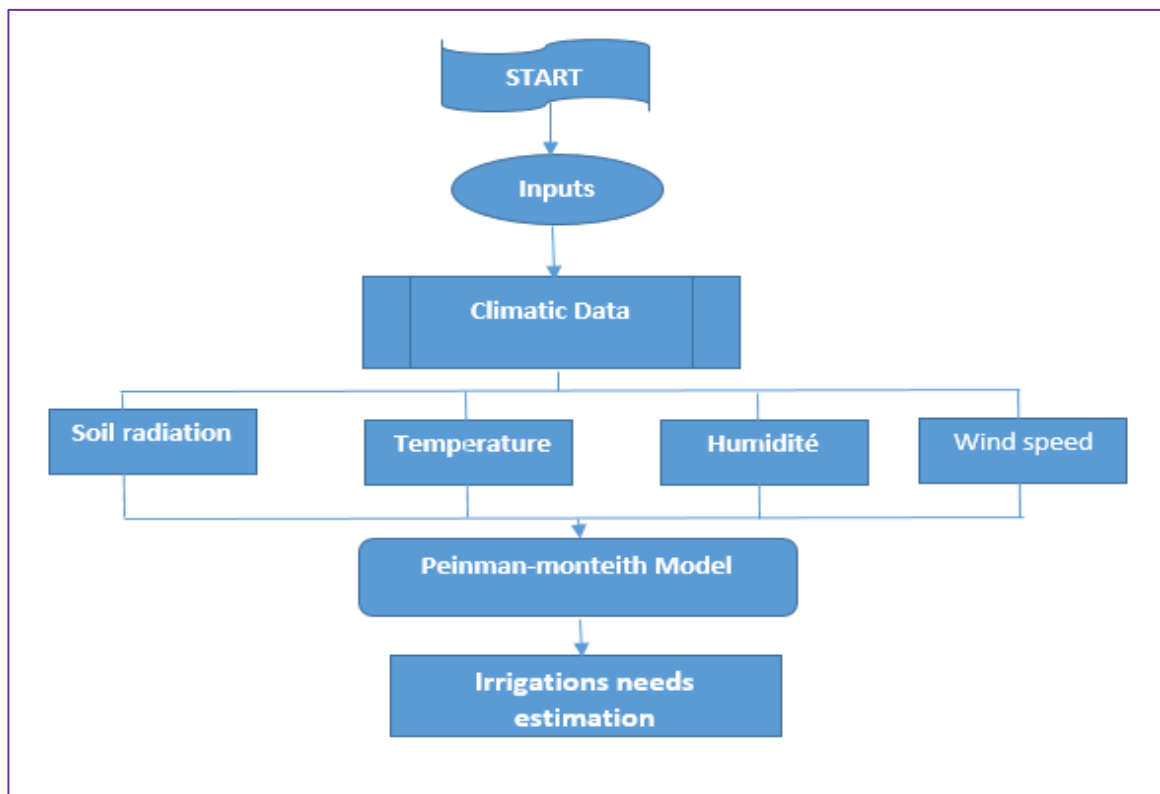 START
Inputs
Climatic Data
Soil radiation
Temperature
Humidité
Wind speed
Peinman-monteith Model
Irrigations needs
estimation